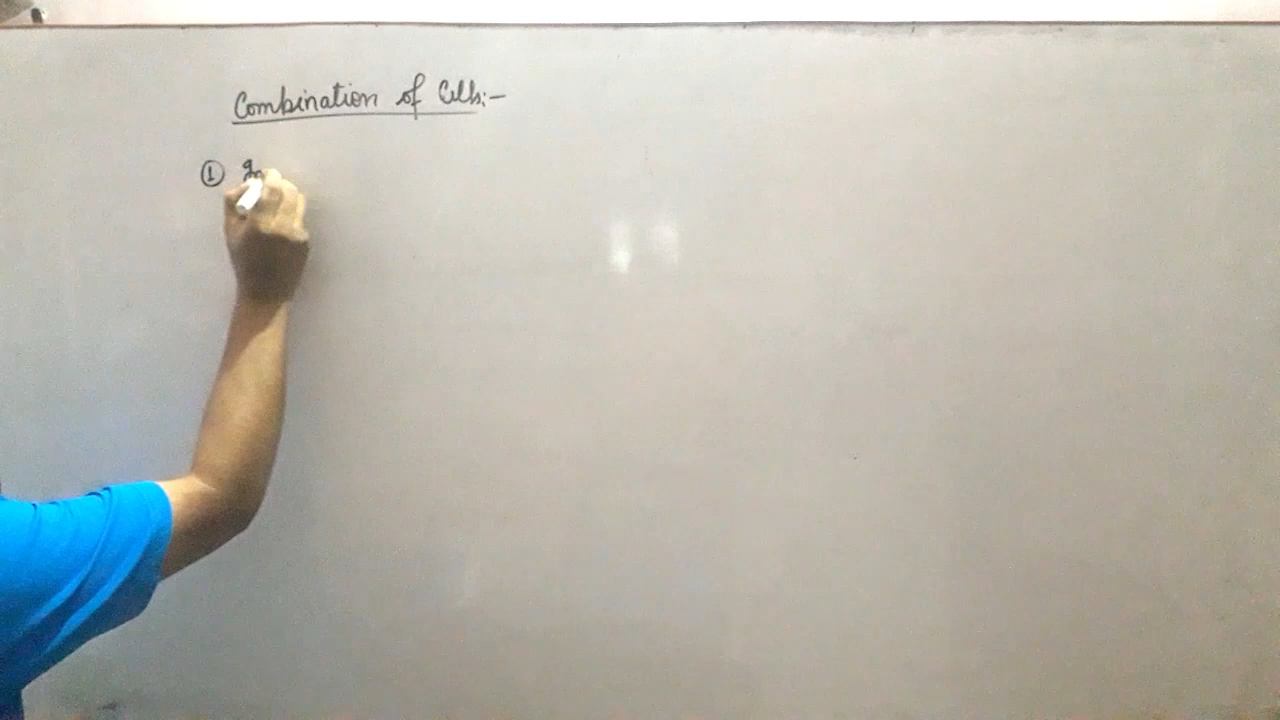 Combination of Cells:-
① In